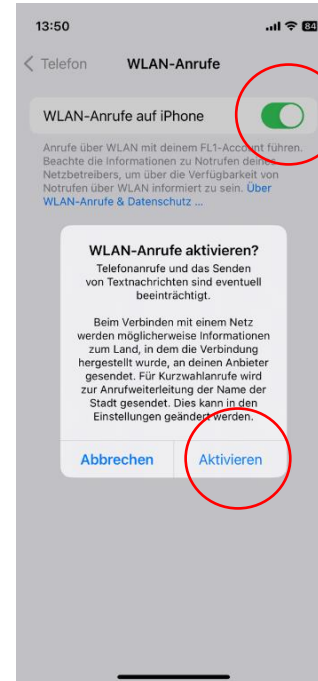 13:50
84
Telefon
WLAN-Anrufe
WLAN-Anrufe auf iPhone
Anrufe über WLAN mit deinem FL1-Account führen.
Beachte die Informationen zu Notrufen deines
Netzbetreibers, um über die Verfügbarkeit von
Notrufen über WLAN informiert zu sein. Über
WLAN-Anrufe & Datenschutz ...
WLAN-Anrufe aktivieren?
Telefonanrufe und das Senden
von Textnachrichten sind eventuell
beeinträchtigt.
Beim Verbinden mit einem Netz
werden möglicherweise Informationen
zum Land, in dem die Verbindung
hergestellt wurde, an deinen Anbieter
gesendet. Für Kurzwahlanrufe wird
zur Anrufweiterleitung der Name der
Stadt gesendet. Dies kann in den
Einstellungen geändert werden.
Abbrechen
Aktivieren